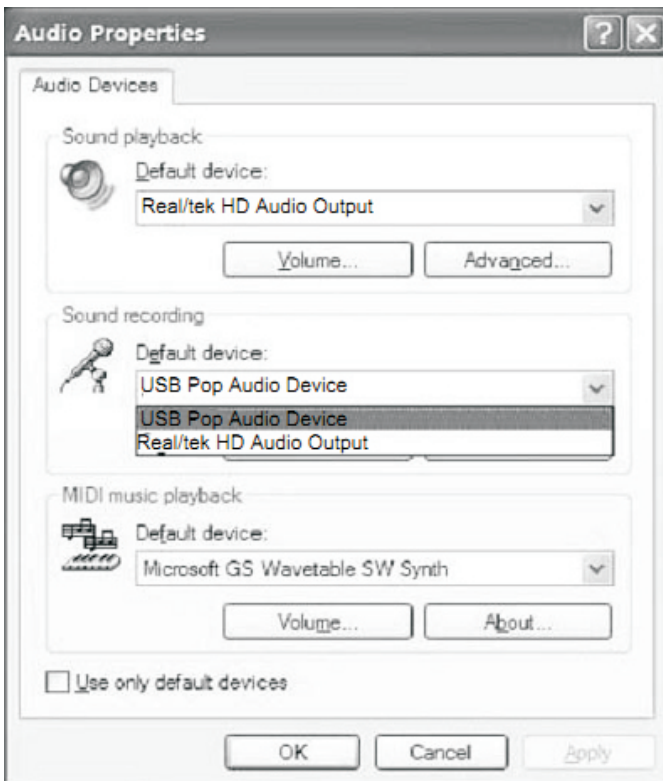 Audio Properties
Audio Devices
Sound playback
Default device:
Real/tek HD Audio Output
Volume... Advanced...
Sound recording
Default device:
USB Pop Audio Device
USB Pop Audio Device
Real/tek HD Audio Output
MIDI music playback
Default device:
Microsoft GS Wavetable SW Synth
Volume... About...
Use only default devices
OK Cancel Apply